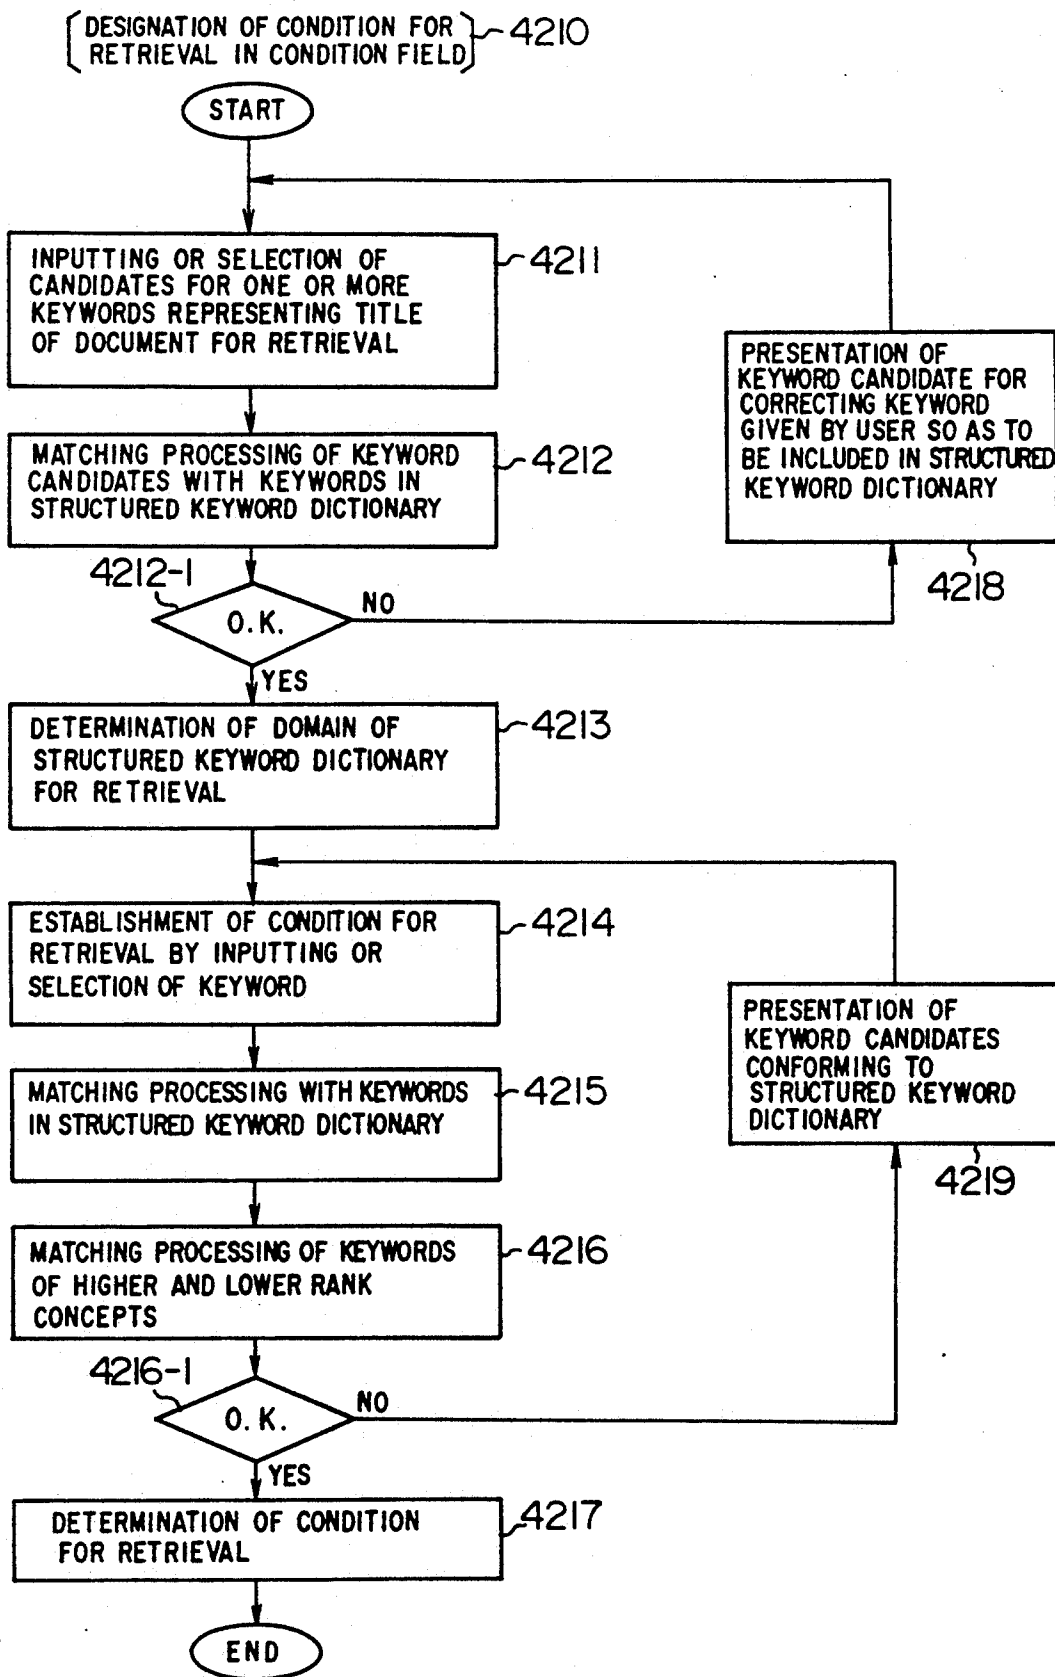 DESIGNATION OF CONDITION FOR
RETRIEVAL IN CONDITION FIELD
4210
START
INPUTTING OR SELECTION OF
CANDIDATES FOR ONE OR MORE
KEYWORDS REPRESENTING TITLE
OF DOCUMENT FOR RETRIEVAL
4211
MATCHING PROCESSING OF KEYWORD
CANDIDATES WITH KEYWORDS IN
STRUCTURED KEYWORD DICTIONARY
4212
4212-1
O.K.
NO
YES
PRESENTATION OF
KEYWORD CANDIDATE FOR
CORRECTING KEYWORD
GIVEN BY USER SO AS TO
BE INCLUDED IN STRUCTURED
KEYWORD DICTIONARY
4218
DETERMINATION OF DOMAIN OF
STRUCTURED KEYWORD DICTIONARY
FOR RETRIEVAL
4213
ESTABLISHMENT OF CONDITION FOR
RETRIEVAL BY INPUTTING OR
SELECTION OF KEYWORD
4214
MATCHING PROCESSING WITH KEYWORDS
IN STRUCTURED KEYWORD DICTIONARY
4215
PRESENTATION OF
KEYWORD CANDIDATES
CONFORMING TO
STRUCTURED KEYWORD
DICTIONARY
4219
MATCHING PROCESSING OF KEYWORDS
OF HIGHER AND LOWER RANK
CONCEPTS
4216
4216-1
O.K.
NO
YES
DETERMINATION OF CONDITION
FOR RETRIEVAL
4217
END